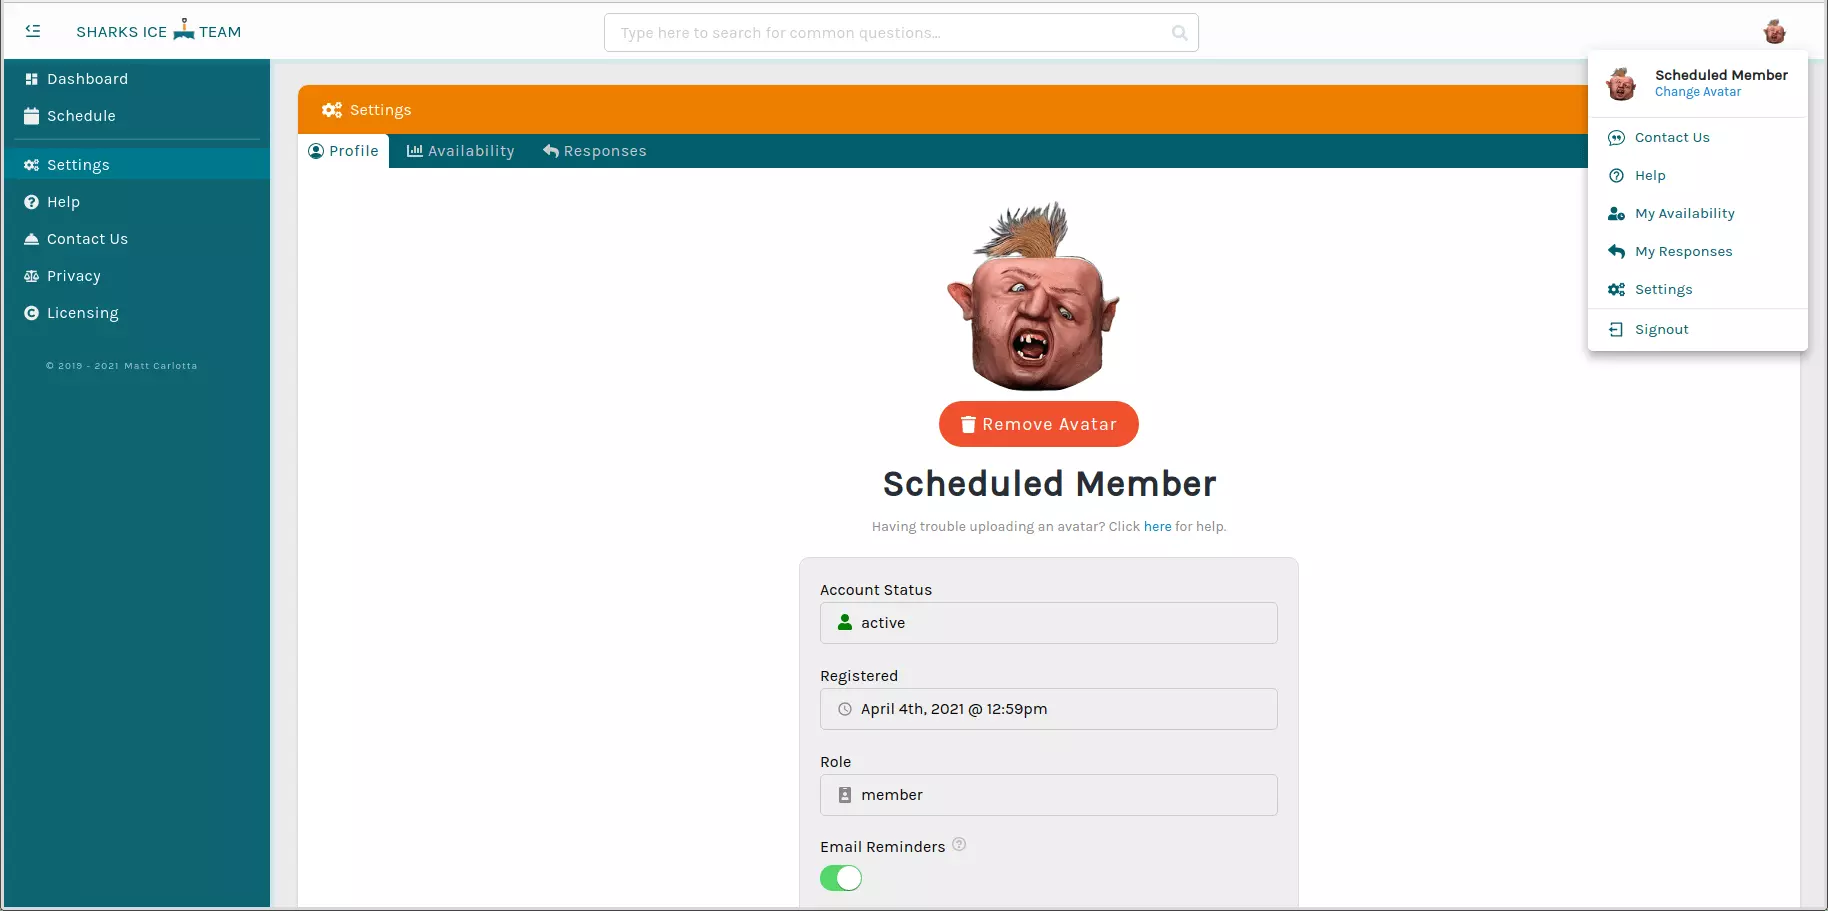 SHARKS ICE TEAM
Type here to search for common questions...
Dashboard
Schedule
Settings
Help
Contact Us
Privacy
Licensing
© 2019 - 2021 Matt Carlotta
Settings
Profile
Availability
Responses
Remove Avatar
Scheduled Member
Having trouble uploading an avatar? Click here for help.
Account Status
active
Registered
April 4th, 2021 @ 12:59pm
Role
member
Email Reminders
Scheduled Member
Change Avatar
Contact Us
Help
My Availability
My Responses
Settings
Signout